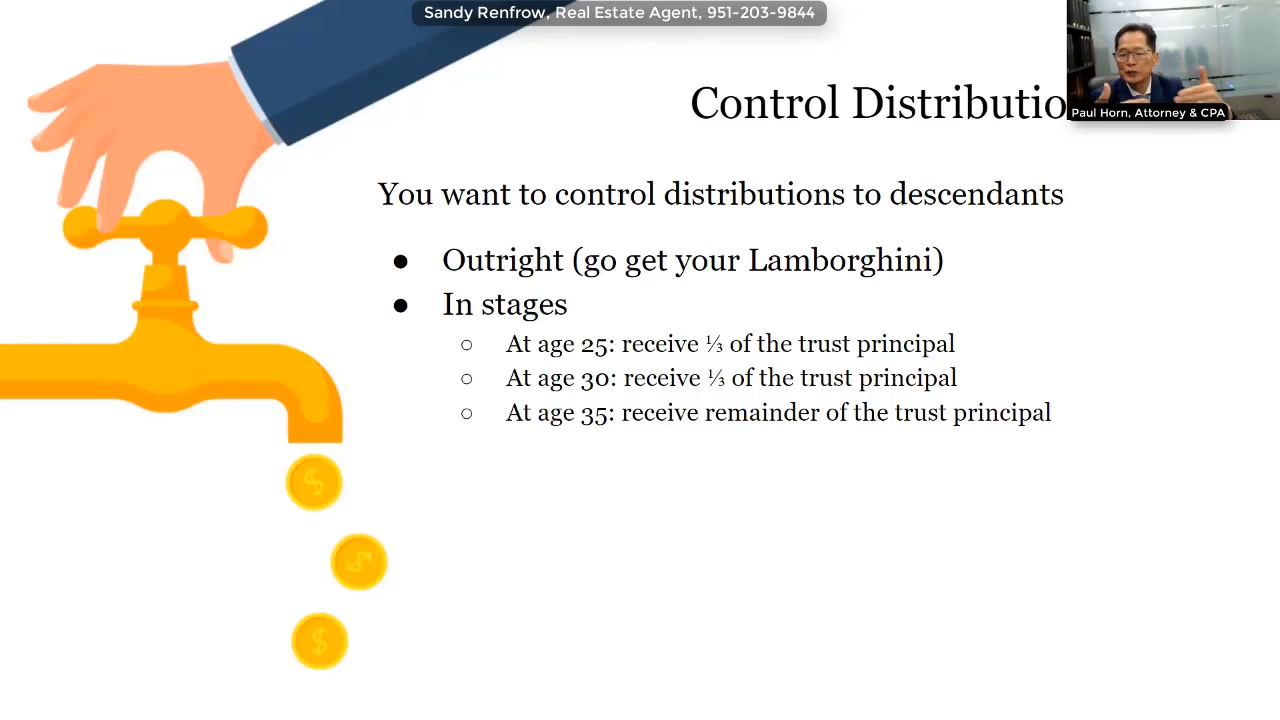 Sandy Renfrow, Real Estate Agent, 951-203-9844
Control Distributio
Paul Horn, Attorney & CPA
You want to control distributions to descendants
● Outright (go get your Lamborghini)
● In stages
○ At age 25: receive ⅓ of the trust principal
○ At age 30: receive ⅓ of the trust principal
○ At age 35: receive remainder of the trust principal
$
$
$